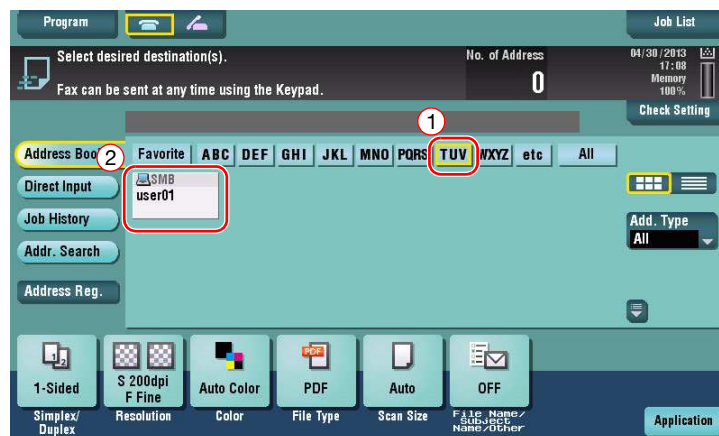 Program
Job List
Select desired destination(s).
Fax can be sent at any time using the Keypad.
No. of Address
0
04/30/2013
17:08
Memory
100%
Check Setting
1
Address Boo
2
Favorite ABC DEF GHI JKL MNO PQRS TUV WXYZ etc All
SMB
user01
Direct Input
Job History
Addr. Search
Address Reg.
Add. Type
All
1 2
1-Sided
Simplex/
Duplex
S 200dpi
F Fine
Resolution
Auto Color
Color
PDF
PDF
File Type
Auto
Scan Size
OFF
File Name/
Subject
Name/Other
Application